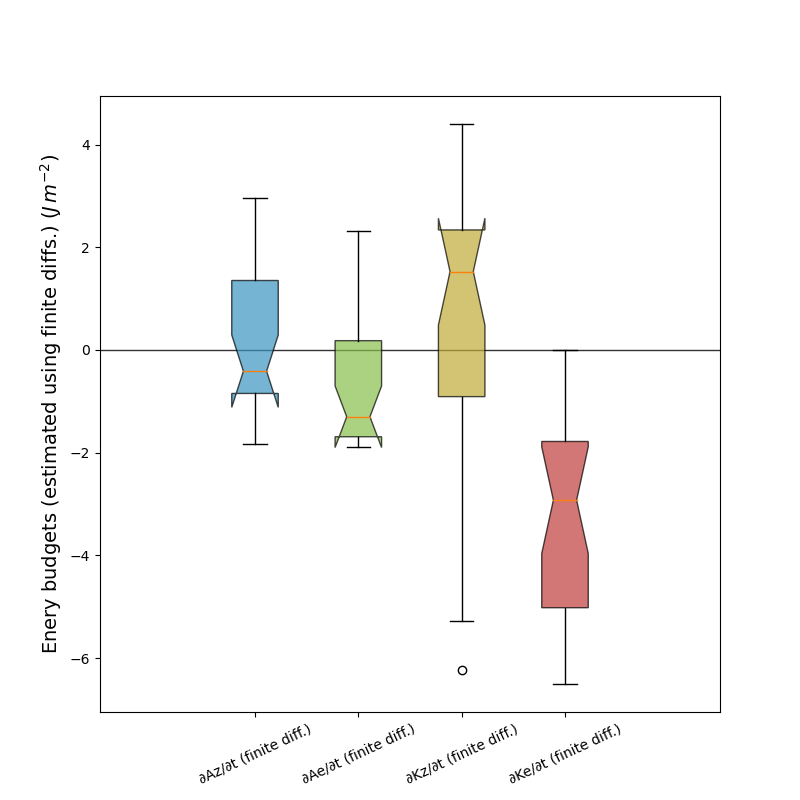 Enery budgets (estimated using finite diffs.) (J m⁻²)
4
2
0
−2
−4
−6
∂Az/∂t (finite diff.)
∂Ae/∂t (finite diff.)
∂Kz/∂t (finite diff.)
∂Ke/∂t (finite diff.)